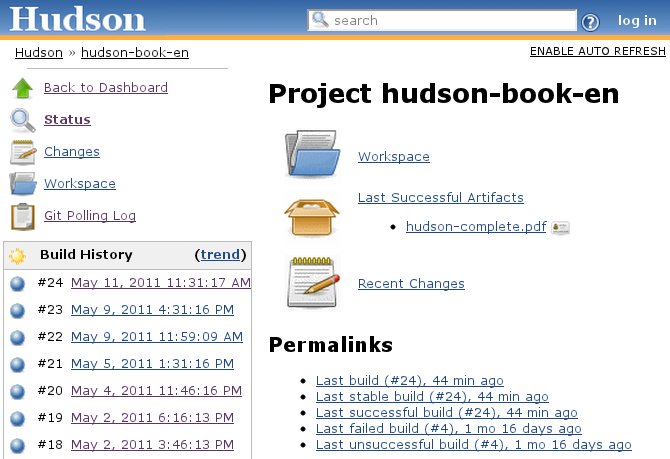 Hudson
search
log in
Hudson » hudson-book-en
ENABLE AUTO REFRESH
Back to Dashboard
Status
Changes
Workspace
Git Polling Log
Build History (trend)
#24 May 11, 2011 11:31:17 AM
#23 May 9, 2011 4:31:16 PM
#22 May 9, 2011 11:59:09 AM
#21 May 5, 2011 1:31:16 PM
#20 May 4, 2011 11:46:16 PM
#19 May 2, 2011 6:16:13 PM
#18 May 2, 2011 3:46:13 PM
Project hudson-book-en
Workspace
Last Successful Artifacts
hudson-complete.pdf
Recent Changes
Permalinks
Last build (#24), 44 min ago
Last stable build (#24), 44 min ago
Last successful build (#24), 44 min ago
Last failed build (#4), 1 mo 16 days ago
Last unsuccessful build (#4), 1 mo 16 days ago